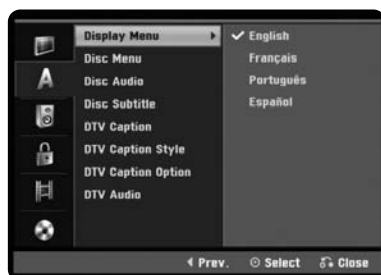 Display Menu
Disc Menu
Disc Audio
Disc Subtitle
DTV Caption
DTV Caption Style
DTV Caption Option
DTV Audio
English
Français
Português
Español
A
Prev. Select Close